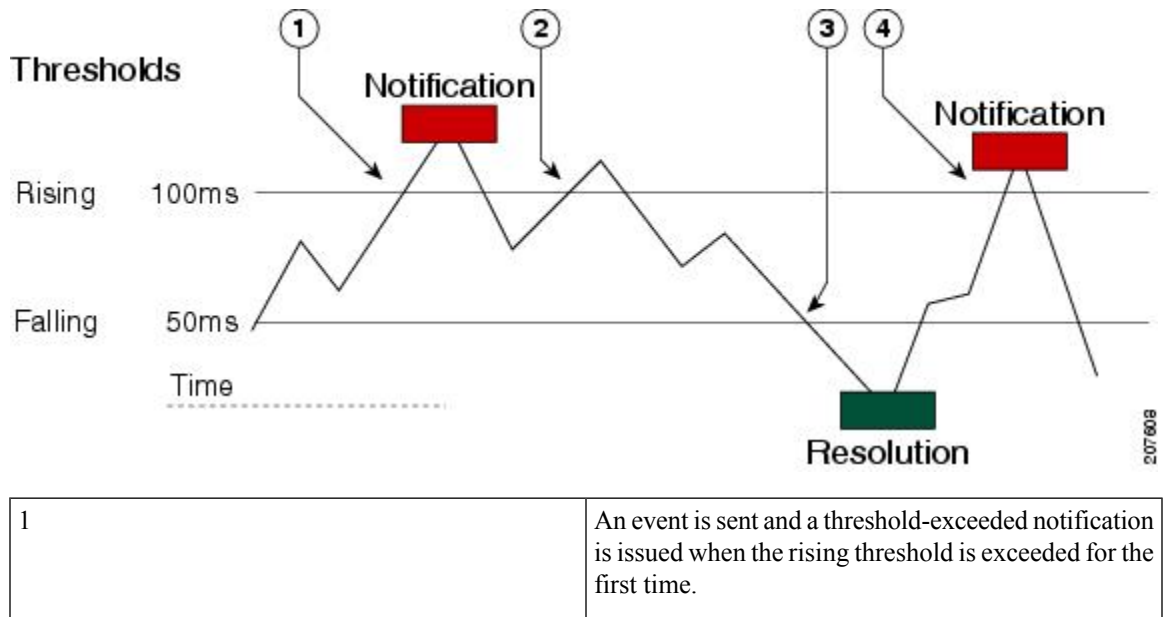 1
2
3
4
Thresholds
Notification
Notification
Rising 100ms
Falling 50ms
Time
Resolution
207608
1
An event is sent and a threshold-exceeded notification
is issued when the rising threshold is exceeded for the
first time.